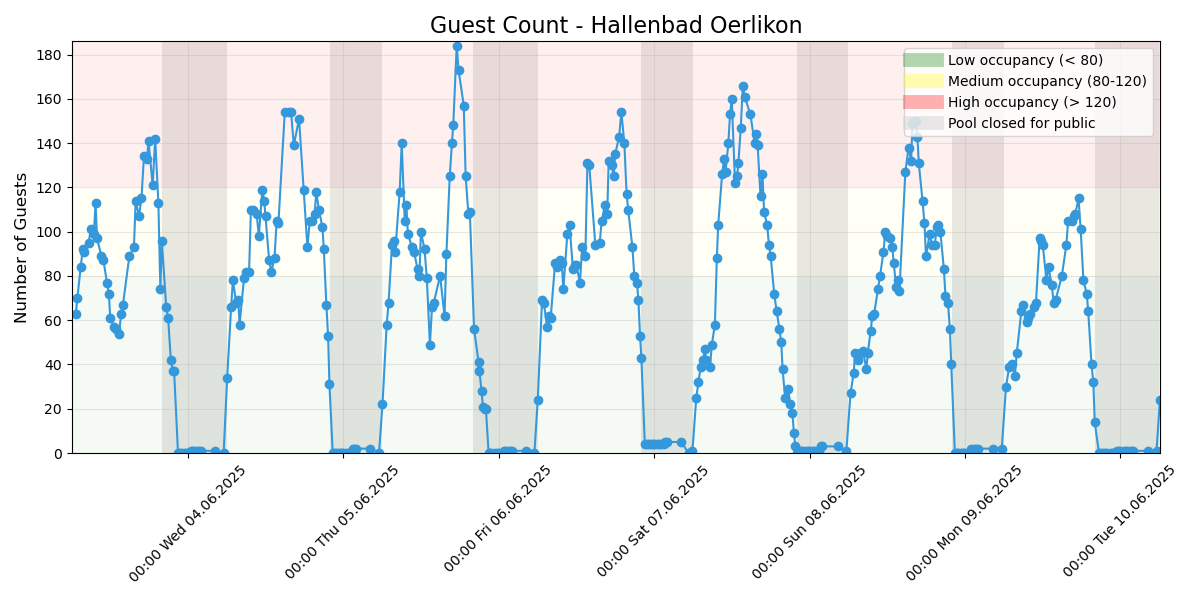 Guest Count - Hallenbad Oerlikon
Number of Guests
180
160
140
120
100
80
60
40
20
0
Low occupancy (< 80)
Medium occupancy (80-120)
High occupancy (> 120)
Pool closed for public
00:00 Wed 04.06.2025
00:00 Thu 05.06.2025
00:00 Fri 06.06.2025
00:00 Sat 07.06.2025
00:00 Sun 08.06.2025
00:00 Mon 09.06.2025
00:00 Tue 10.06.2025